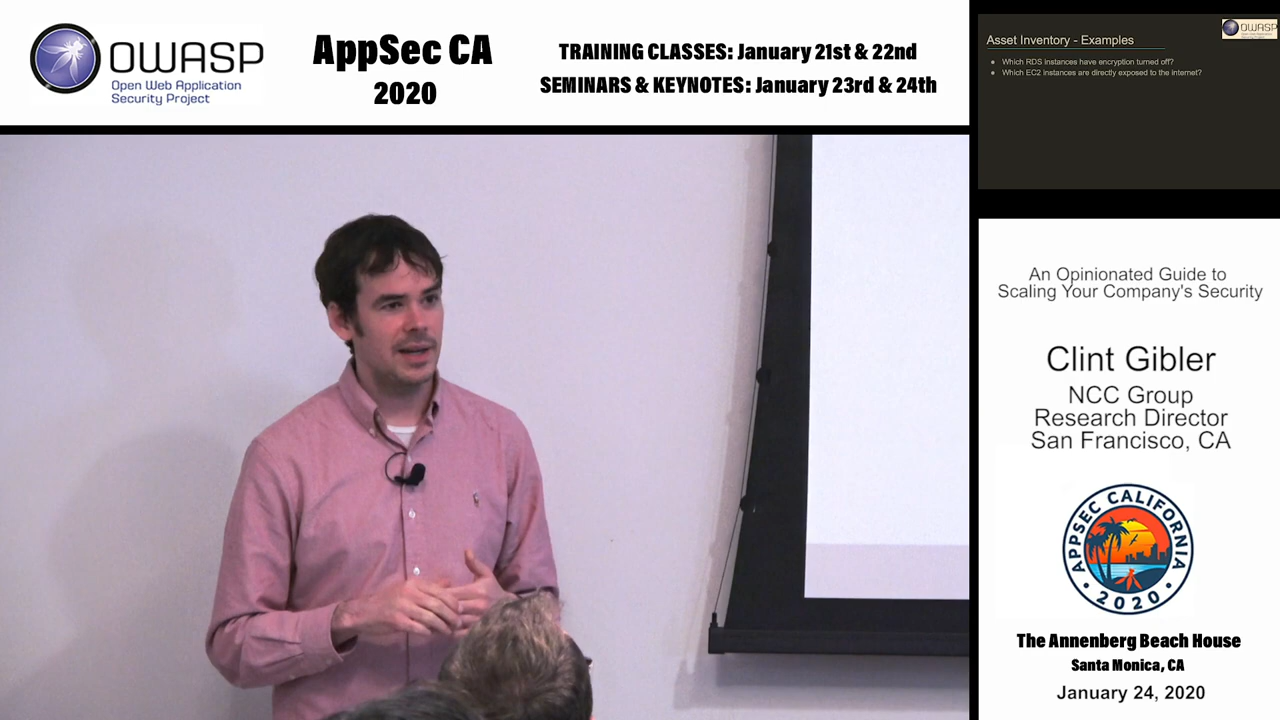 OWASP
Open Web Application
Security Project
AppSec CA
2020
TRAINING CLASSES: January 21st & 22nd
SEMINARS & KEYNOTES: January 23rd & 24th
OWASP
Asset Inventory - Examples
Which RDS instances have encryption turned off?
Which EC2 instances are directly exposed to the internet?
An Opinionated Guide to
Scaling Your Company's Security
Clint Gibler
NCC Group
Research Director
San Francisco, CA
APPSEC CALIFORNIA
• 2020 •
The Annenberg Beach House
Santa Monica, CA
January 24, 2020